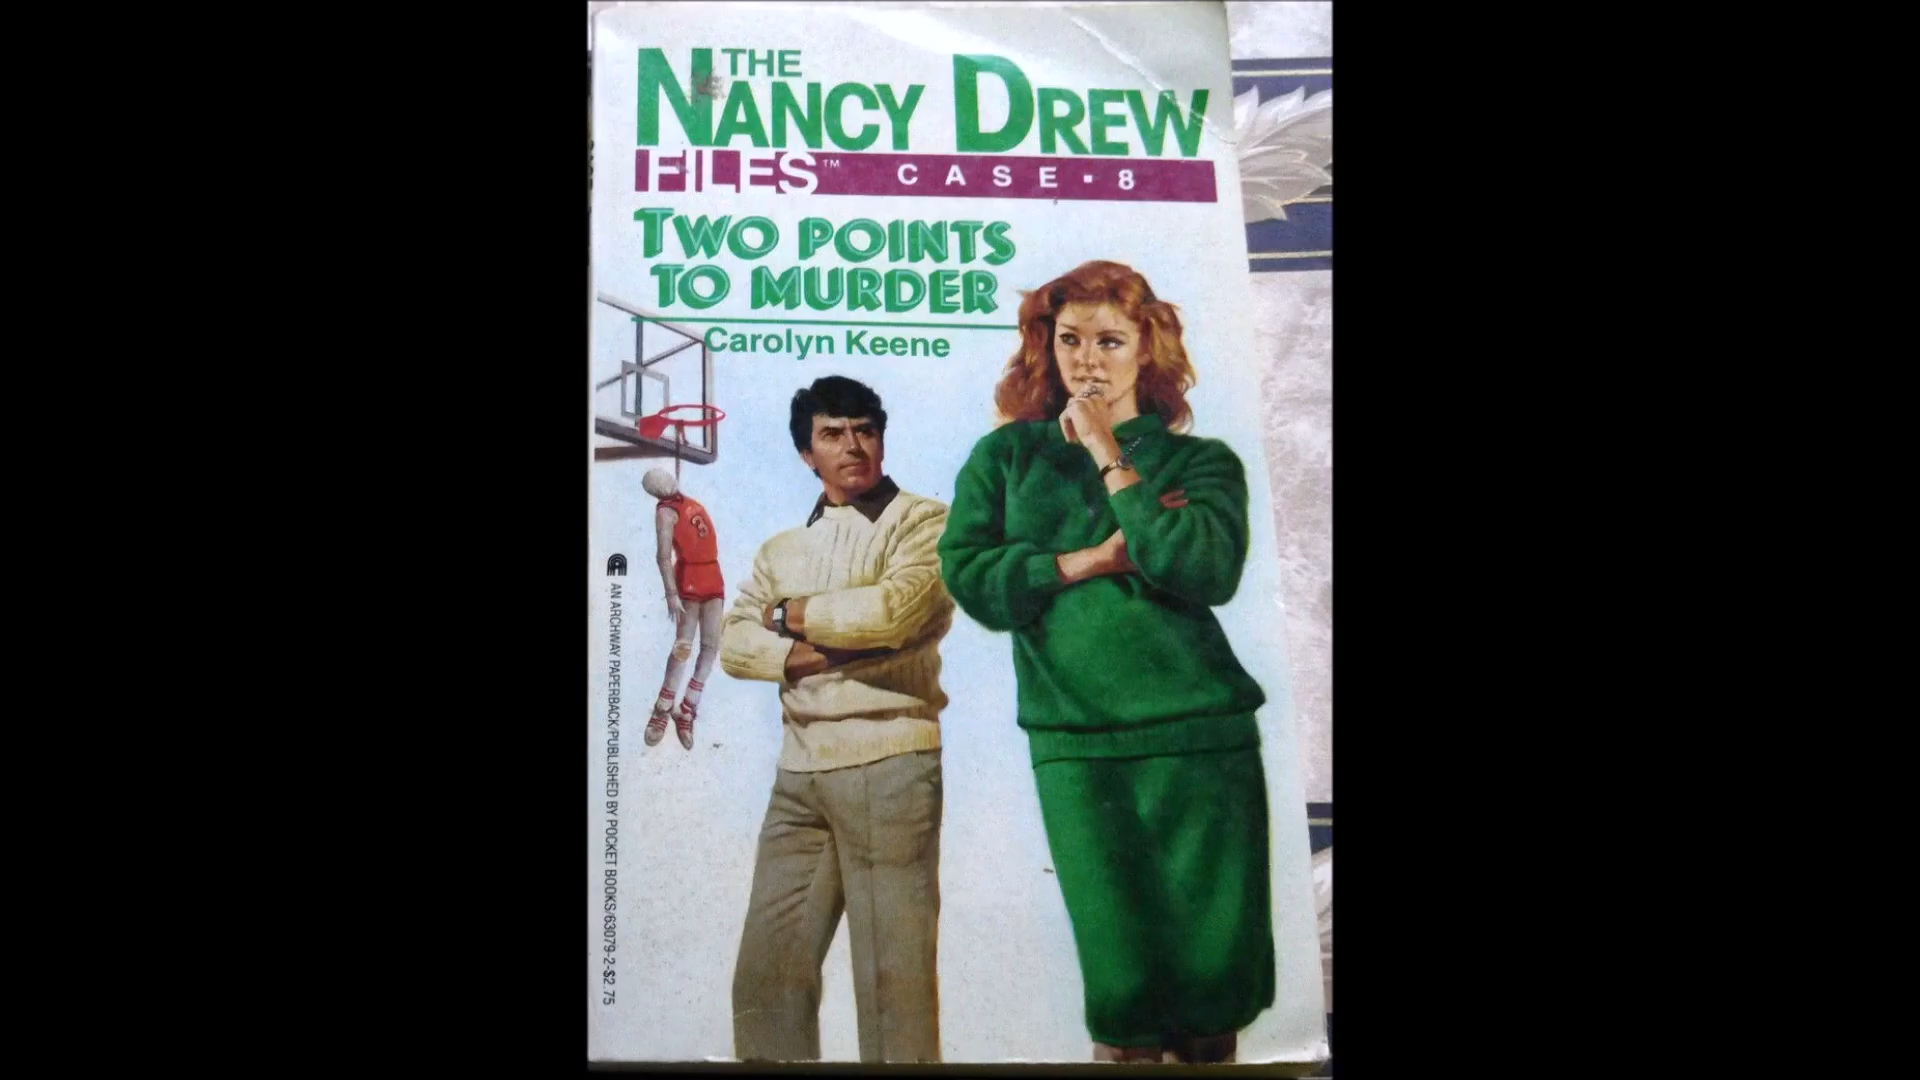 THE
NANCY DREW
FILES™ CASE ▪ 8
TWO POINTS
TO MURDER
Carolyn Keene
3
AN ARCHWAY PAPERBACK/PUBLISHED BY POCKET BOOKS/63079-2-$2.75